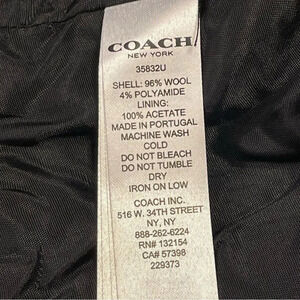 COACH
NEW YORK
35832U
SHELL: 96% WOOL
4% POLYAMIDE
LINING:
100% ACETATE
MADE IN PORTUGAL
MACHINE WASH
COLD
DO NOT BLEACH
DO NOT TUMBLE
DRY
IRON ON LOW
COACH INC.
516 W. 34TH STREET
NY, NY
888-262-6224
RN# 132154
CA# 57398
229373